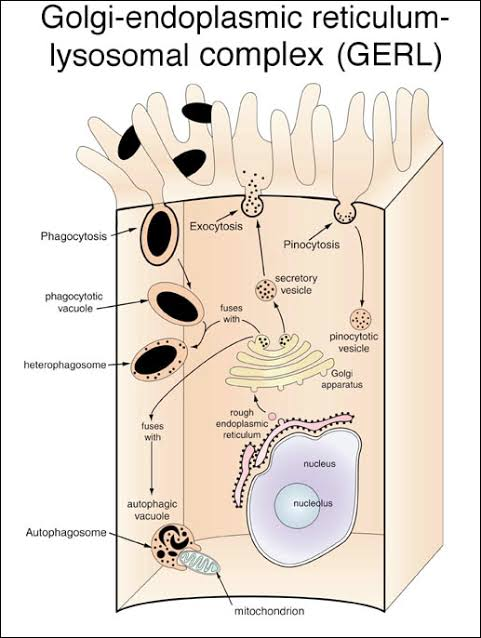 Golgi-endoplasmic reticulum-
lysosomal complex (GERL)
Phagocytosis
Exocytosis
Pinocytosis
secretory
vesicle
phagocytotic
vacuole
fuses
with
pinocytotic
vesicle
heterophagosome
Golgi
apparatus
rough
endoplasmic
reticulum
fuses
with
nucleus
nucleolus
autophagic
vacuole
Autophagosome
mitochondrion